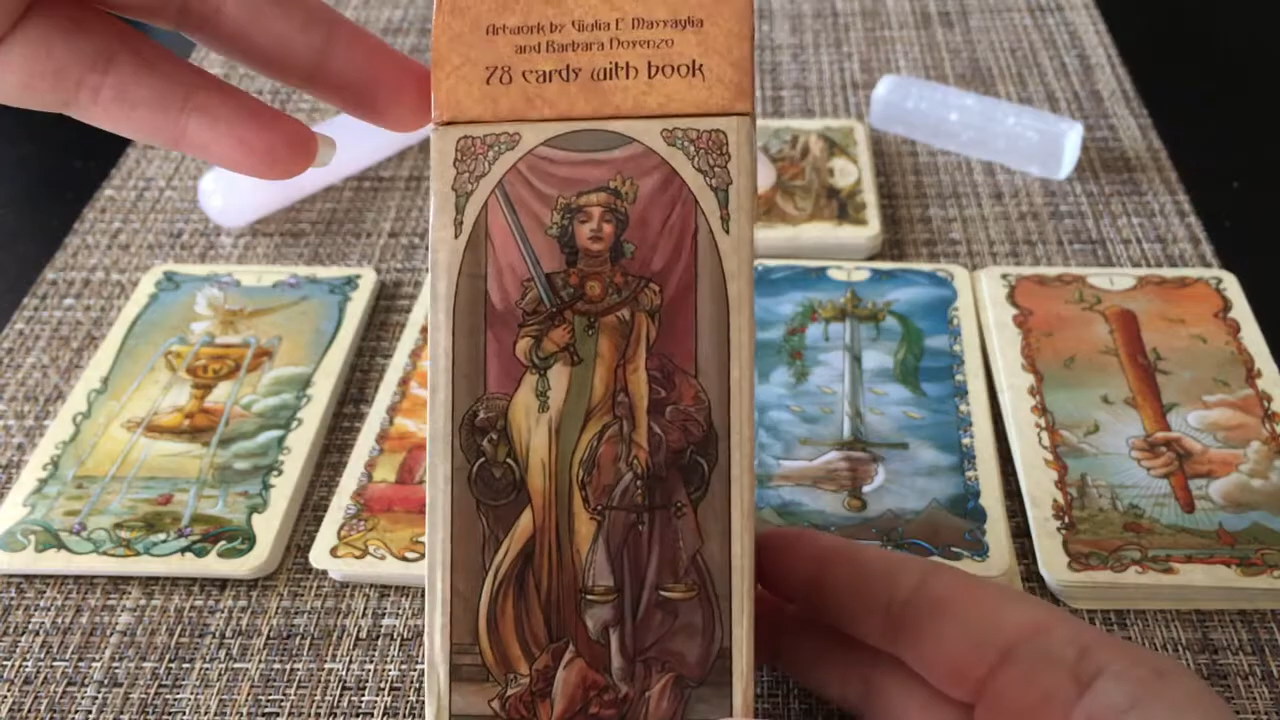 Artwork by Giulia F. Massaglia
and Barbara Nosenzo
78 cards with book
I
I
I